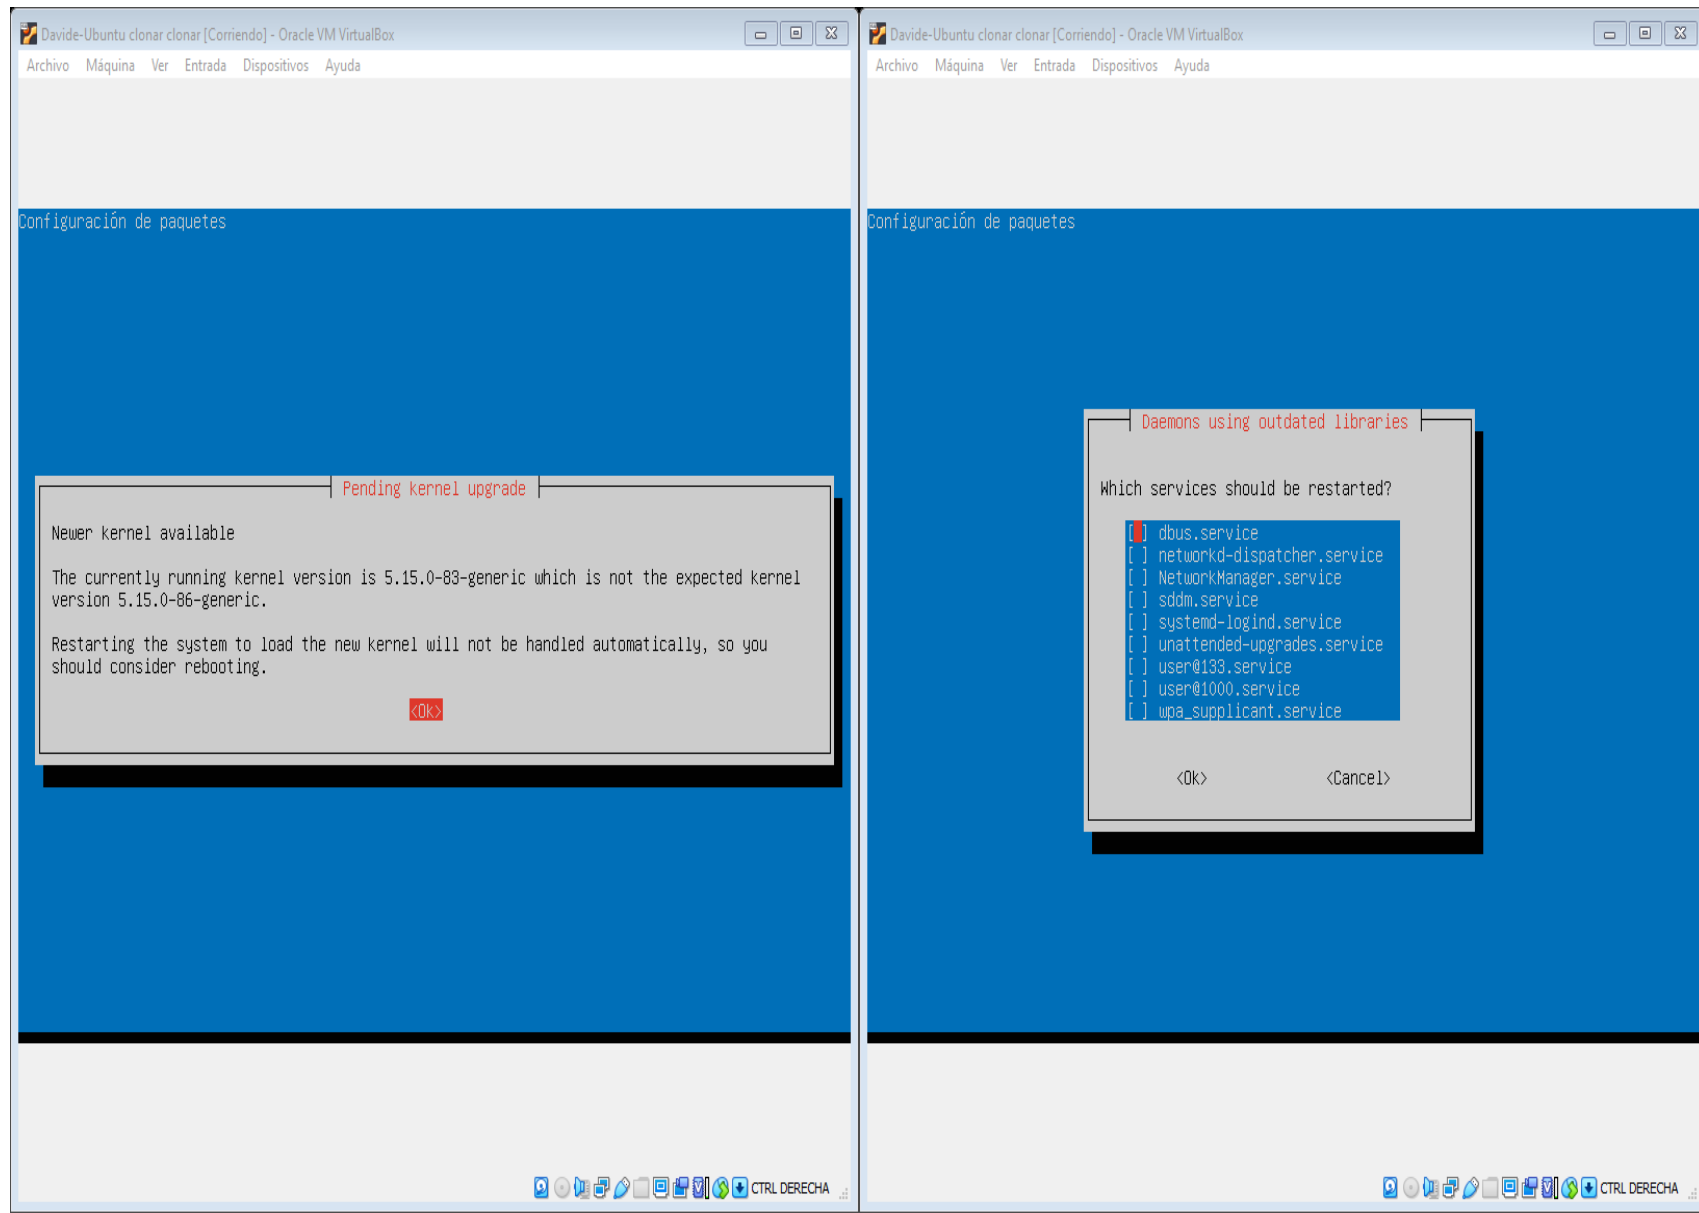 Davide-Ubuntu clonar clonar [Corriendo] - Oracle VM VirtualBox
Archivo Máquina Ver Entrada Dispositivos Ayuda
Configuración de paquetes
Pending kernel upgrade
Newer kernel available
The currently running kernel version is 5.15.0-83-generic which is not the expected kernel
version 5.15.0-86-generic.
Restarting the system to load the new kernel will not be handled automatically, so you
should consider rebooting.
<Ok>
CTRL DERECHA
Davide-Ubuntu clonar clonar [Corriendo] - Oracle VM VirtualBox
Archivo Máquina Ver Entrada Dispositivos Ayuda
Configuración de paquetes
Daemons using outdated libraries
Which services should be restarted?
[ ] dbus.service
[ ] networkd-dispatcher.service
[ ] NetworkManager.service
[ ] sddm.service
[ ] systemd-logind.service
[ ] unattended-upgrades.service
[ ] user@133.service
[ ] user@1000.service
[ ] wpa_supplicant.service
<Ok> <Cancel>
CTRL DERECHA